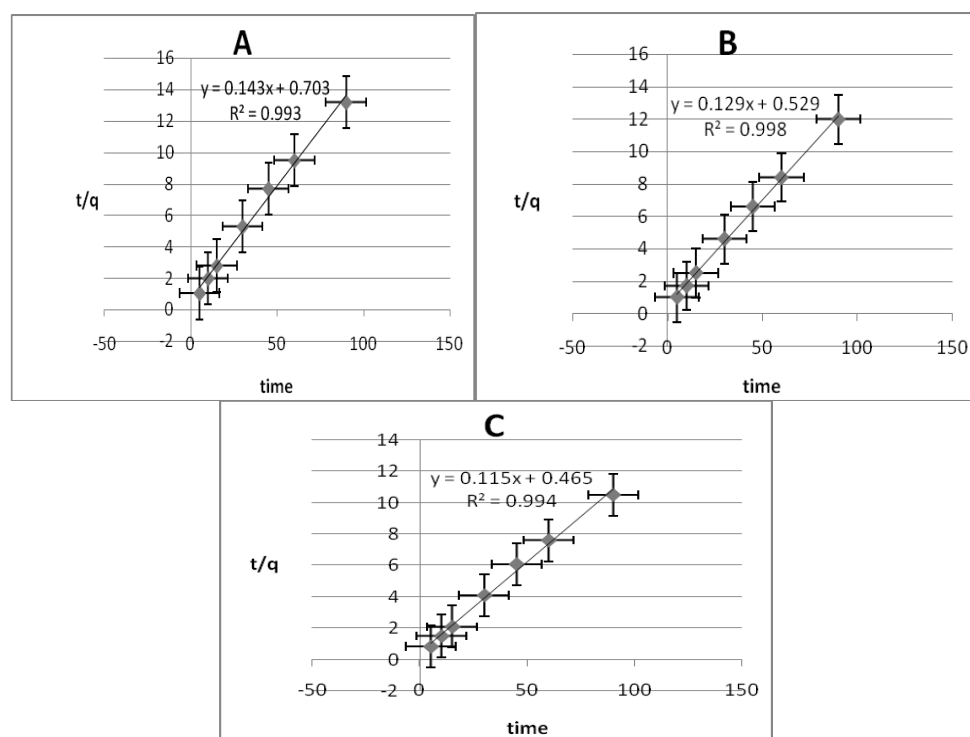 A
16
14
12
10
8
6
4
2
0
-2
y = 0.143x + 0.703
R² = 0.993
t/q
-50
0
50
100
150
time
B
16
14
12
10
8
6
4
2
0
-2
y = 0.129x + 0.529
R² = 0.998
t/q
-50
0
50
100
150
time
C
14
12
10
8
6
4
2
0
-2
y = 0.115x + 0.465
R² = 0.994
t/q
-50
0
50
100
150
time